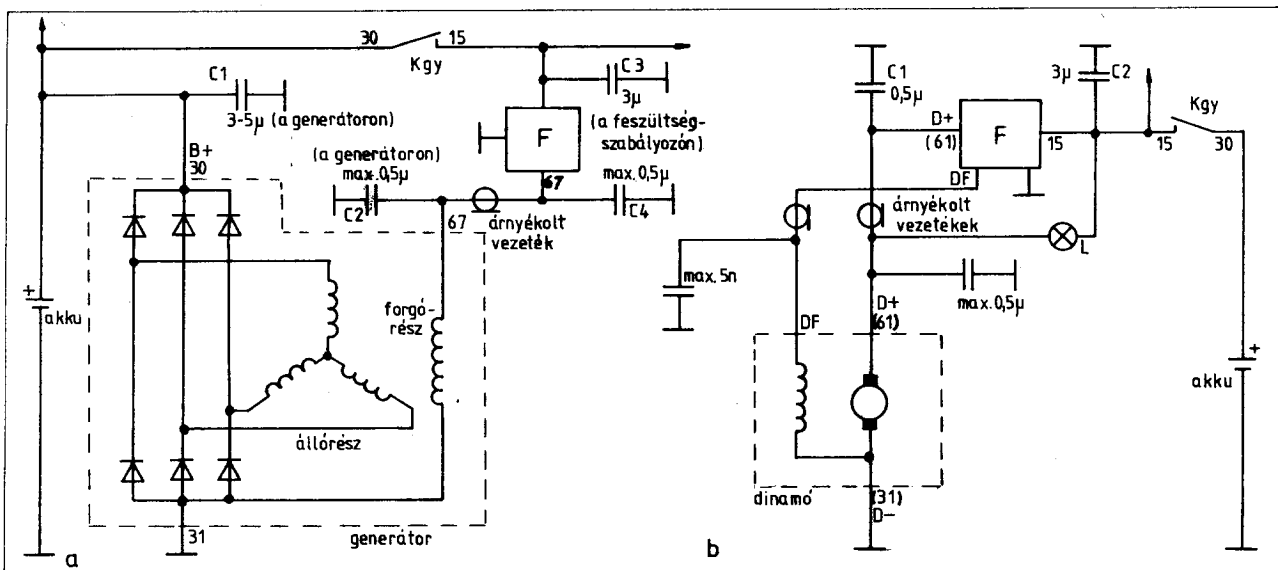 30
15
Kgy
C1
3-5µ (a generátoron)
C3
3µ
(a feszültség-
szabályozón)
F
B+
30
(a generátoron)
max.0,5µ
C2
67
67
max.0,5µ
C4
árnyékolt
vezeték
+
akku
forgó-
rész
állórész
31
generátor
a
C1
0,5µ
3µ
C2
D+
(61)
F
15
15
Kgy
30
DF
árnyékolt
vezetékek
L
max.5n
max.0,5µ
DF
D+
(61)
+
akku
dinamó
(31)
D-
b